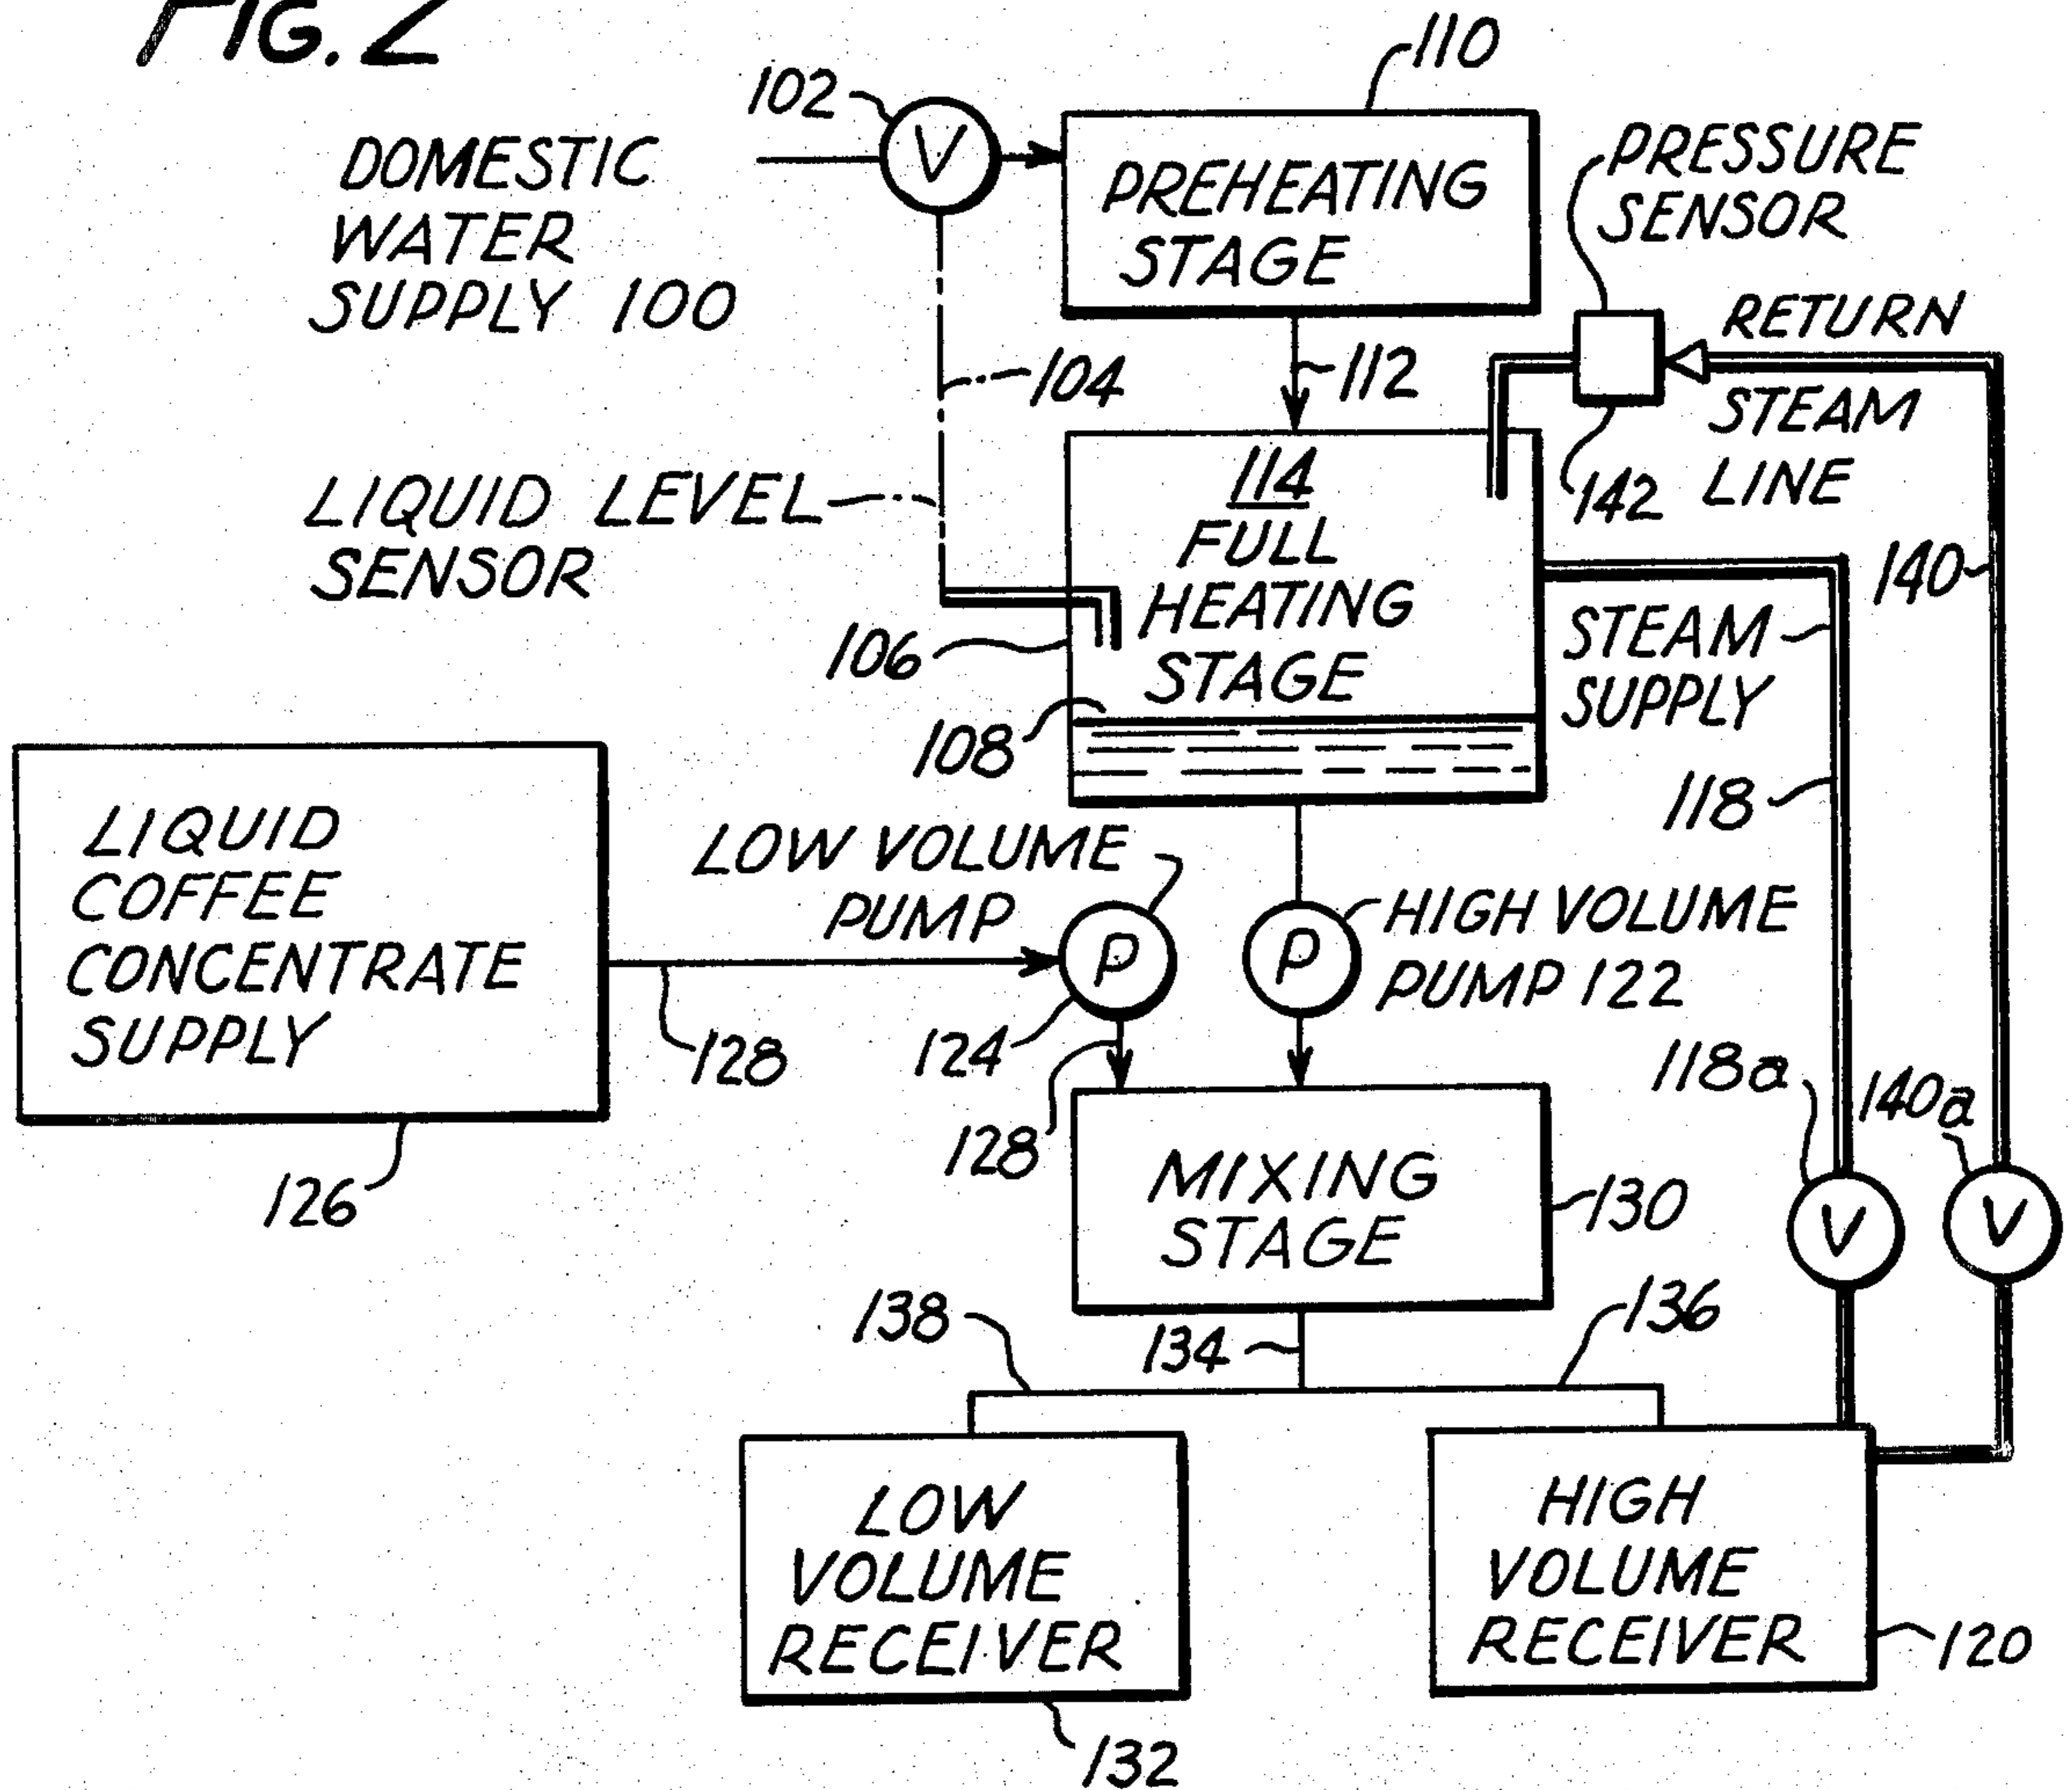 FIG. 2
110
102
V
DOMESTIC
WATER
SUPPLY 100
PREHEATING
STAGE
PRESSURE
SENSOR
RETURN
STEAM
LINE
104
112
142
LIQUID LEVEL
SENSOR
114
FULL
HEATING
STAGE
140
106
108
STEAM
SUPPLY
118
LIQUID
COFFEE
CONCENTRATE
SUPPLY
LOW VOLUME
PUMP
P
P
HIGH VOLUME
PUMP 122
128
124
128
126
118a
140a
MIXING
STAGE
130
V
V
138
134
136
LOW
VOLUME
RECEIVER
HIGH
VOLUME
RECEIVER
120
132